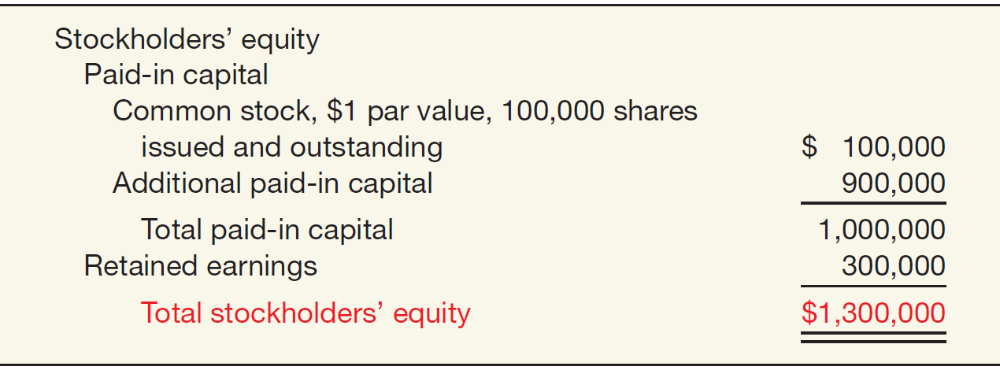 Stockholders’ equity
Paid-in capital
Common stock, $1 par value, 100,000 shares
issued and outstanding $ 100,000
Additional paid-in capital 900,000
Total paid-in capital 1,000,000
Retained earnings 300,000
Total stockholders’ equity $1,300,000